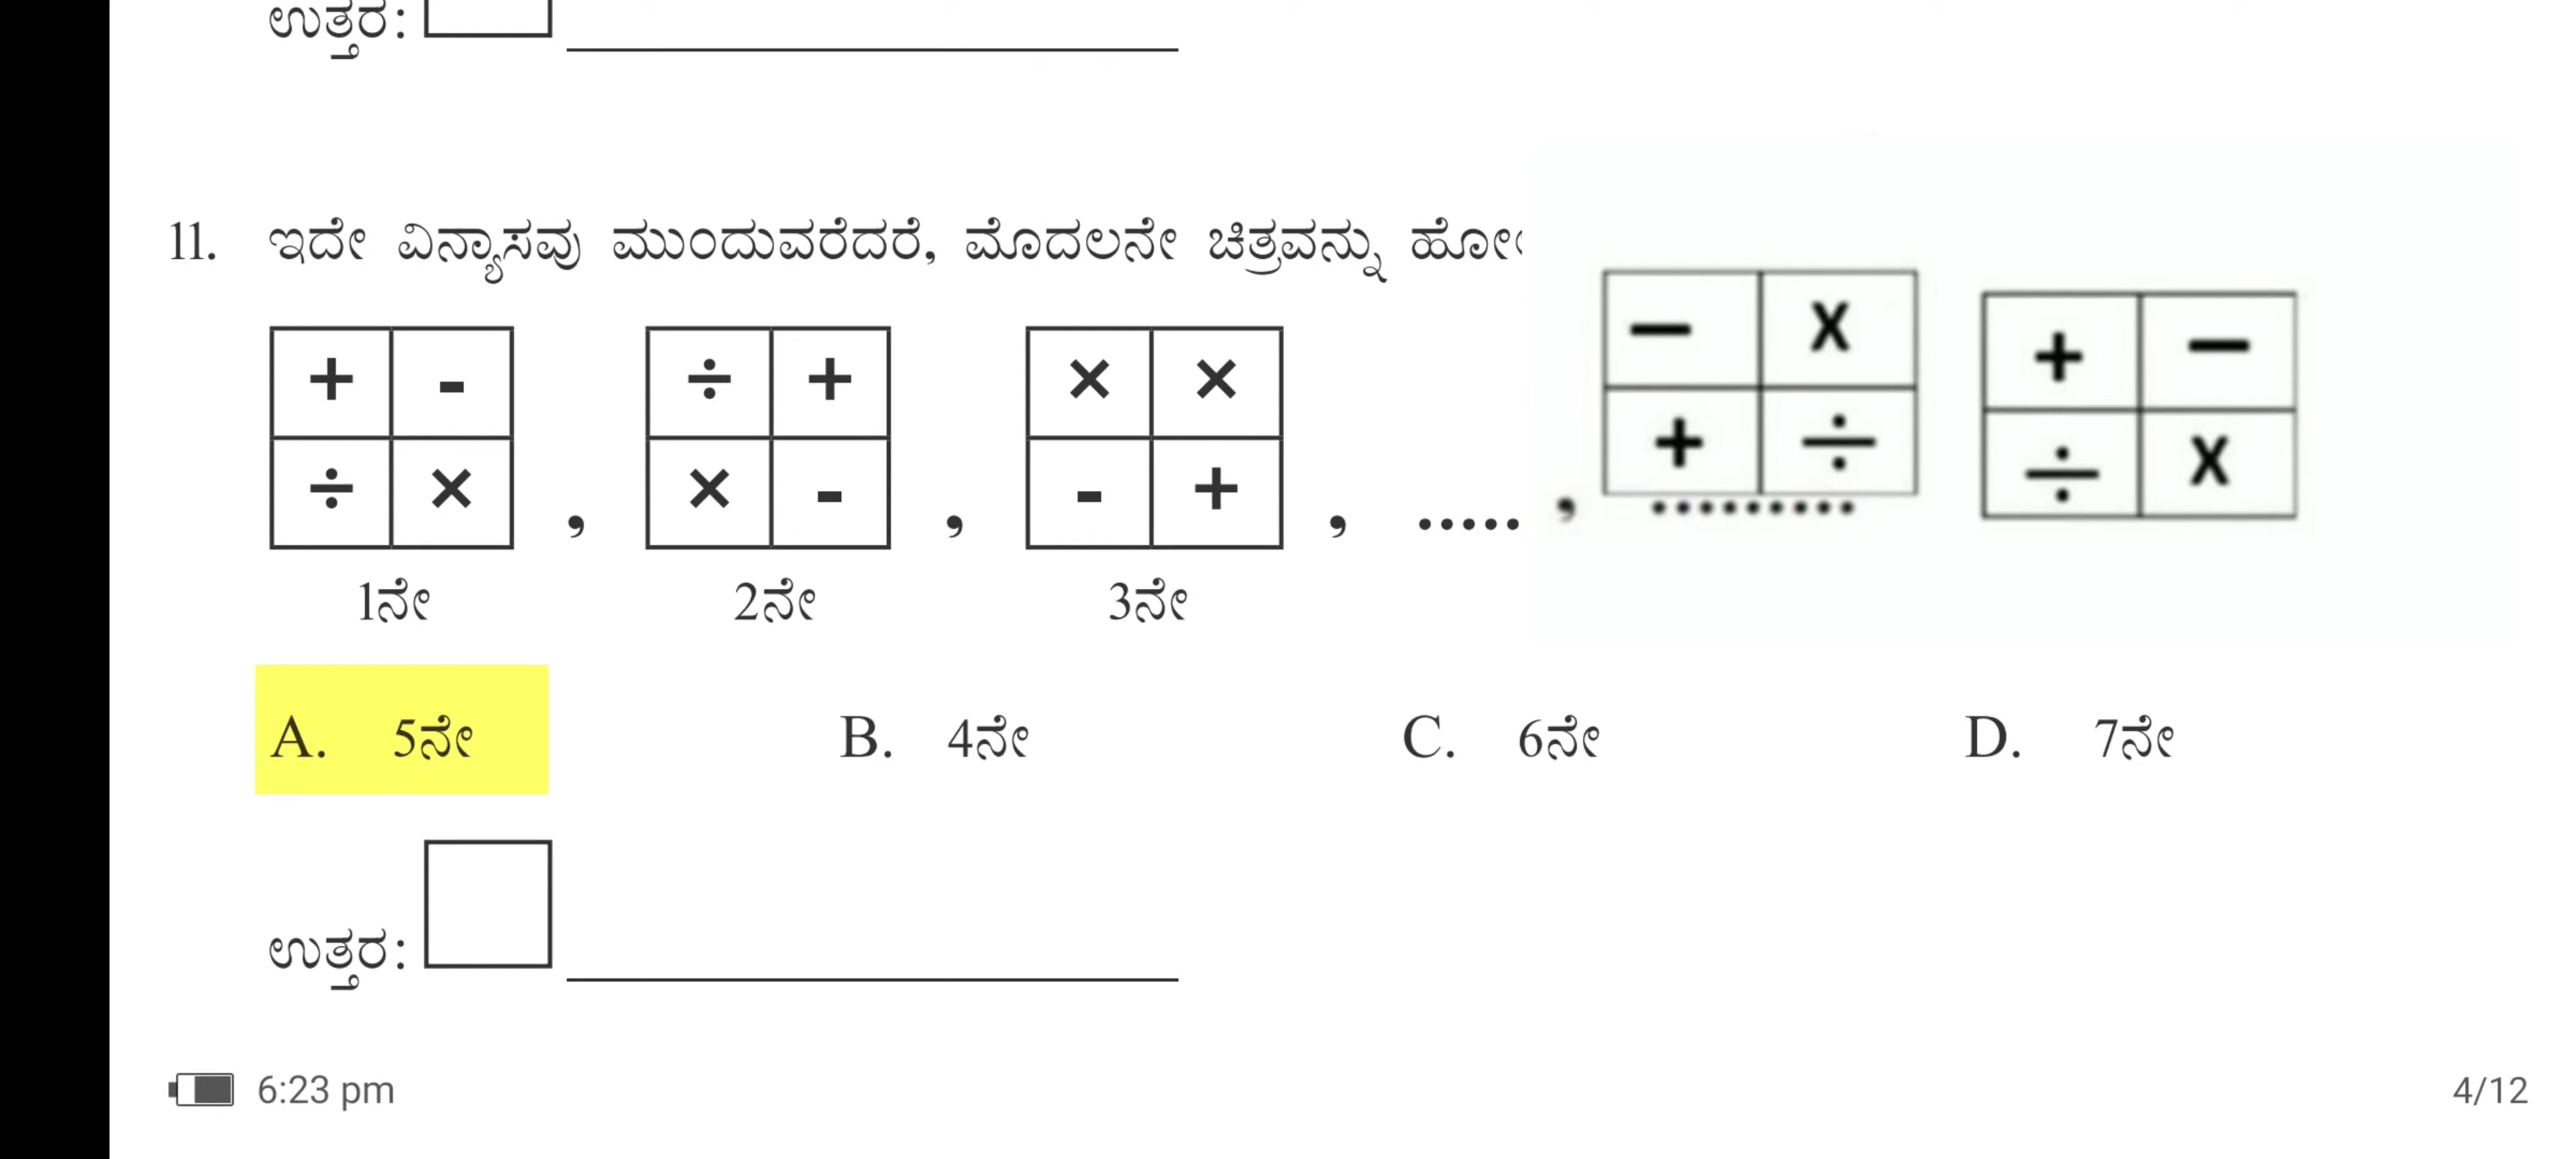 ಉತ್ತರ:
11. ಇದೇ ವಿನ್ಯಾಸವು ಮುಂದುವರೆದರೆ, ಮೊದಲನೇ ಚಿತ್ರವನ್ನು
+ - ÷ + × × - X + -
÷ × , × - , - + , ..... , + ÷ ......... ÷ X
1ನೇ 2ನೇ 3ನೇ
A. 5ನೇ B. 4ನೇ C. 6ನೇ D. 7ನೇ
ಉತ್ತರ:
6:23 pm 4/12